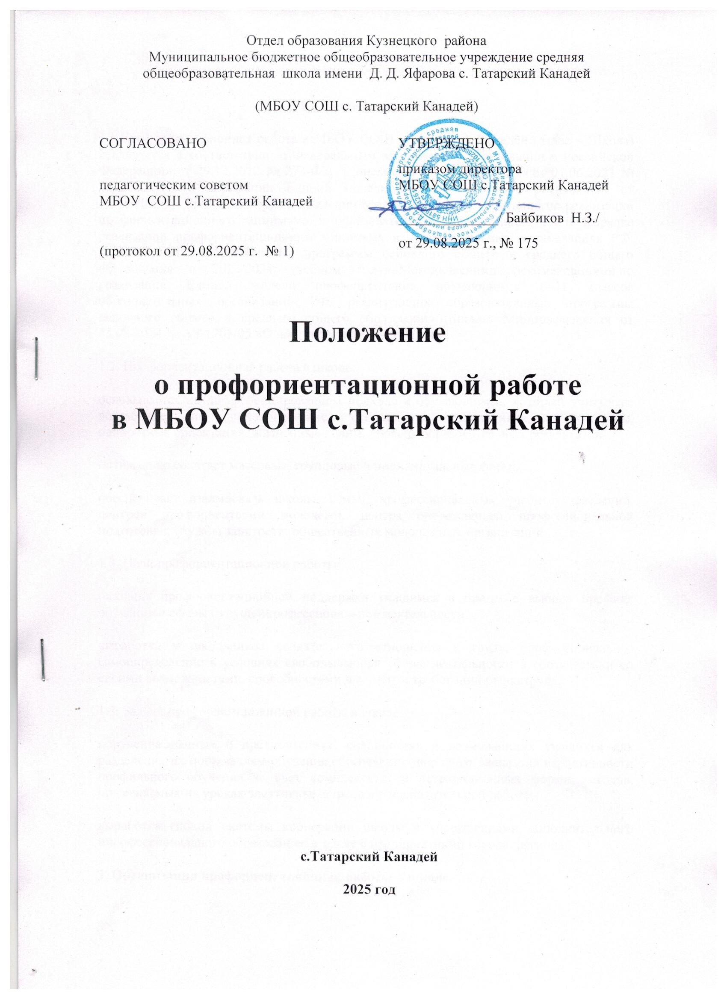 Отдел образования Кузнецкого  района
Муниципальное бюджетное общеобразовательное учреждение средняя
общеобразовательная  школа имени  Д. Д. Яфарова с. Татарский Канадей
(МБОУ СОШ с. Татарский Канадей)
СОГЛАСОВАНО
педагогическим советом
МБОУ  СОШ с.Татарский Канадей
(протокол от 29.08.2025 г.  № 1)
УТВЕРЖДЕНО
приказом директора
МБОУ СОШ с.Татарский Канадей
/ Байбиков  Н.З./
от 29.08.2025 г., № 175
Положение
о профориентационной работе
в МБОУ СОШ с.Татарский Канадей
с.Татарский Канадей
2025 год